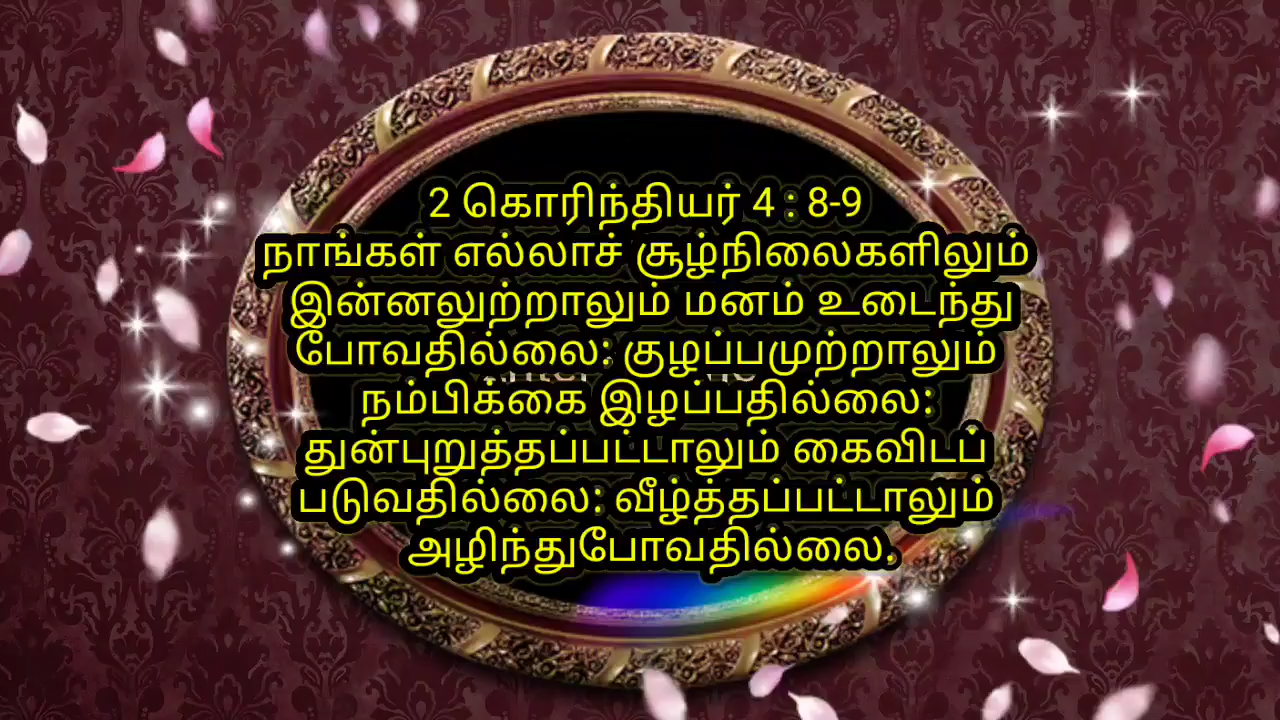 2 கொரிந்தியர் 4 : 8-9
நாங்கள் எல்லாச் சூழ்நிலைகளிலும்
இன்னலுற்றாலும் மனம் உடைந்து
போவதில்லை: குழப்பமுற்றாலும்
நம்பிக்கை இழப்பதில்லை:
துன்புறுத்தப்பட்டாலும் கைவிடப்
படுவதில்லை: வீழ்த்தப்பட்டாலும்
அழிந்துபோவதில்லை.